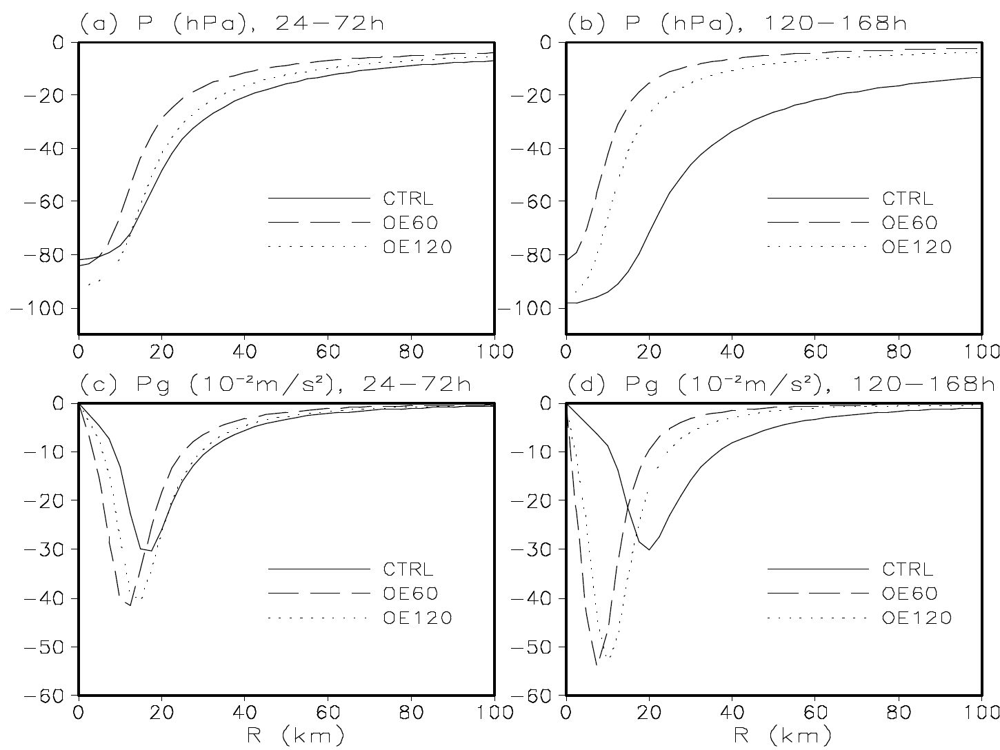 (a) P (hPa), 24−72h
0
−20
−40
−60
−80
−100
CTRL
OE60
OE120
0 20 40 60 80 100
(b) P (hPa), 120−168h
0
−20
−40
−60
−80
−100
CTRL
OE60
OE120
0 20 40 60 80 100
(c) Pg (10⁻²m/s²), 24−72h
0
−10
−20
−30
−40
−50
−60
CTRL
OE60
OE120
0 20 40 60 80 100
R (km)
(d) Pg (10⁻²m/s²), 120−168h
0
−10
−20
−30
−40
−50
−60
CTRL
OE60
OE120
0 20 40 60 80 100
R (km)